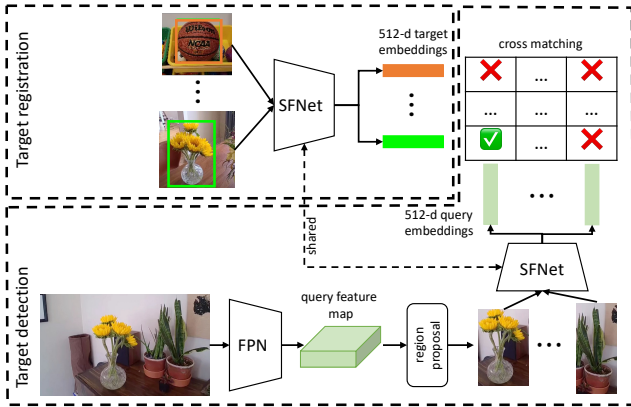 Target registration
NCAA
SFNet
512-d target
embeddings
cross matching
...
...
...
...
...
512-d query
embeddings
shared
SFNet
Target detection
FPN
query feature
map
region
proposal